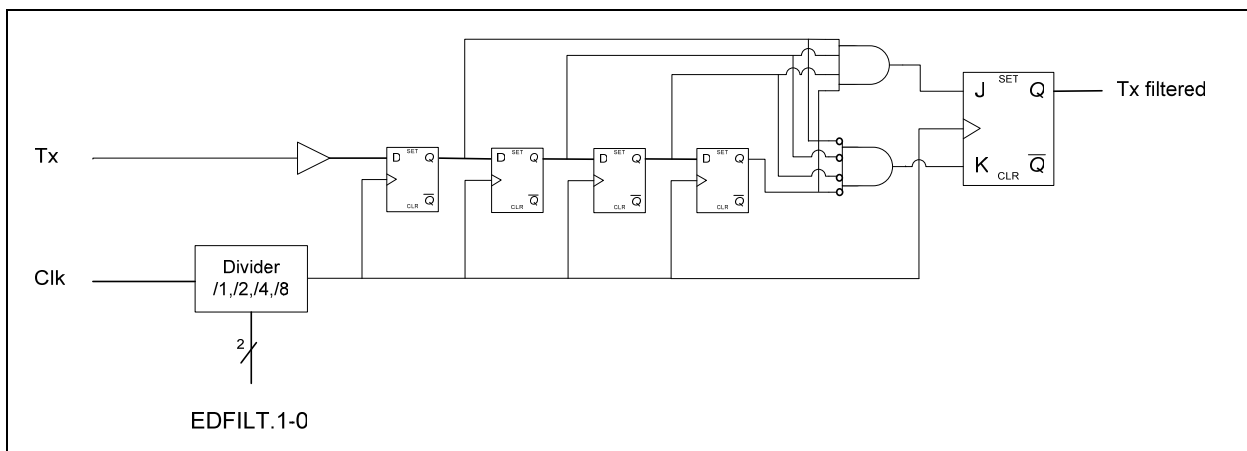 SET
J Q
Tx filtered
Tx
SET
D Q
Q
CLR
SET
D Q
Q
CLR
SET
D Q
Q
CLR
SET
D Q
Q
CLR
K Q
CLR
Clk
Divider
/1,/2,/4,/8
2
EDFILT.1-0